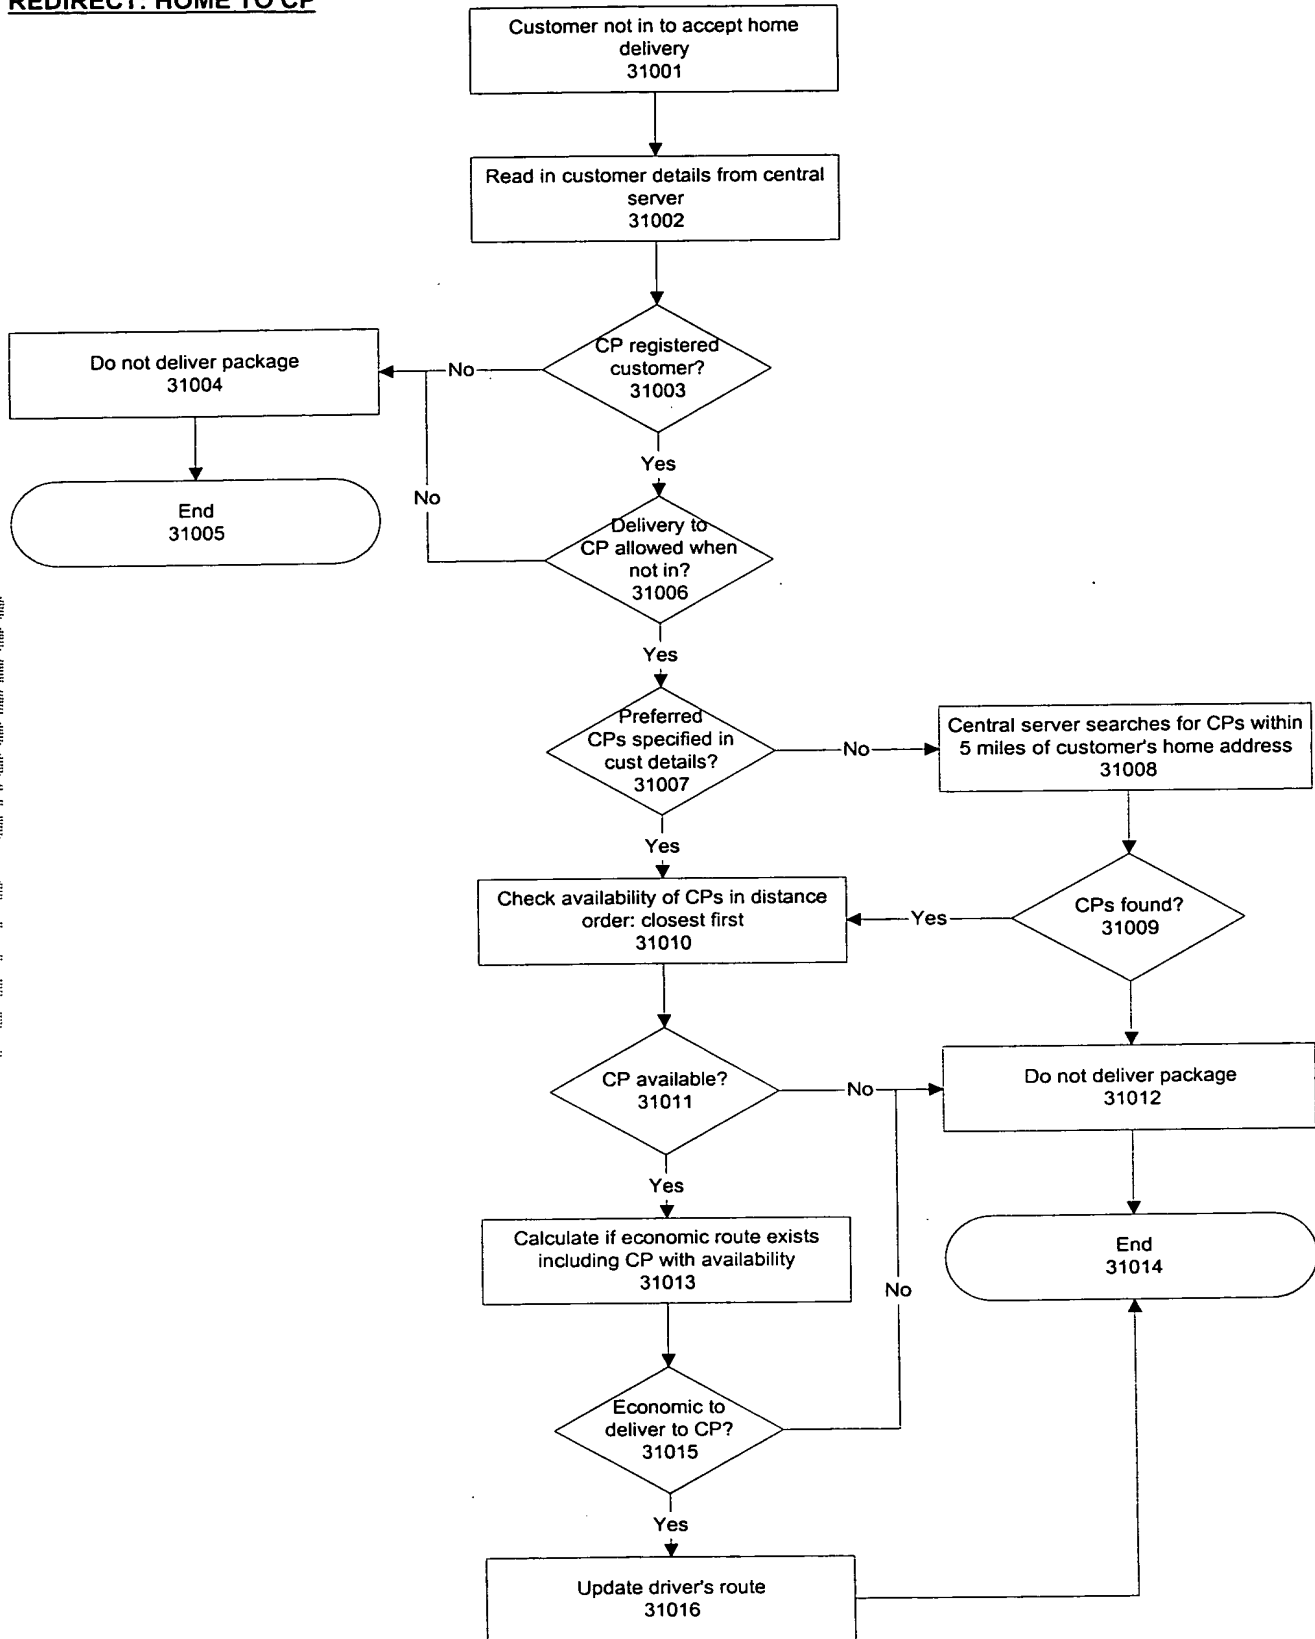 REDIRECT: HOME TO CP
Customer not in to accept home
delivery
31001
Read in customer details from central
server
31002
CP registered
customer?
31003
No
Do not deliver package
31004
Yes
No
End
31005
Delivery to
CP allowed when
not in?
31006
Yes
Preferred
CPs specified in
cust details?
31007
No
Central server searches for CPs within
5 miles of customer's home address
31008
Yes
Check availability of CPs in distance
order: closest first
31010
Yes
CPs found?
31009
CP available?
31011
No
Do not deliver package
31012
Yes
Calculate if economic route exists
including CP with availability
31013
End
31014
No
Economic to
deliver to CP?
31015
Yes
Update driver's route
31016